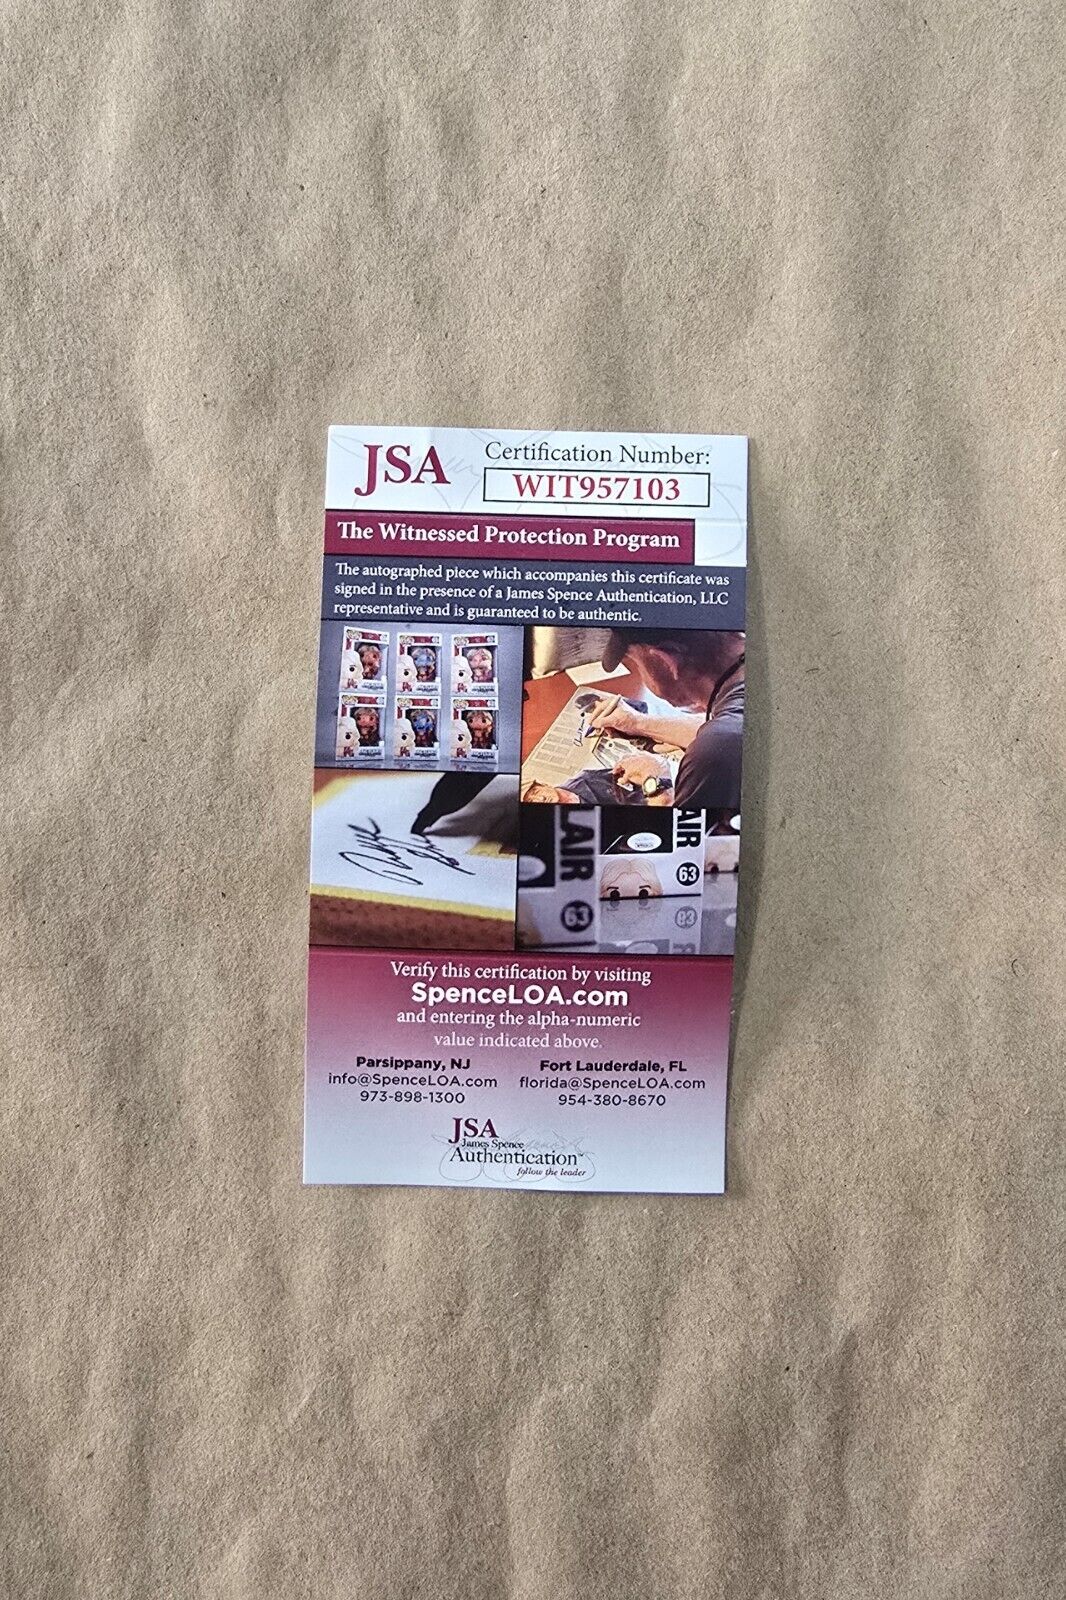 JSA
Certification Number:
WIT957103
The Witnessed Protection Program
The autographed piece which accompanies this certificate was
signed in the presence of a James Spence Authentication, LLC
representative and is guaranteed to be authentic.
LAIR
63
AIR
63
Verify this certification by visiting
SpenceLOA.com
and entering the alpha-numeric
value indicated above.
Parsippany, NJ
info@SpenceLOA.com
973-898-1300
Fort Lauderdale, FL
florida@SpenceLOA.com
954-380-8670
JSA
James Spence
Authentication
follow the leader